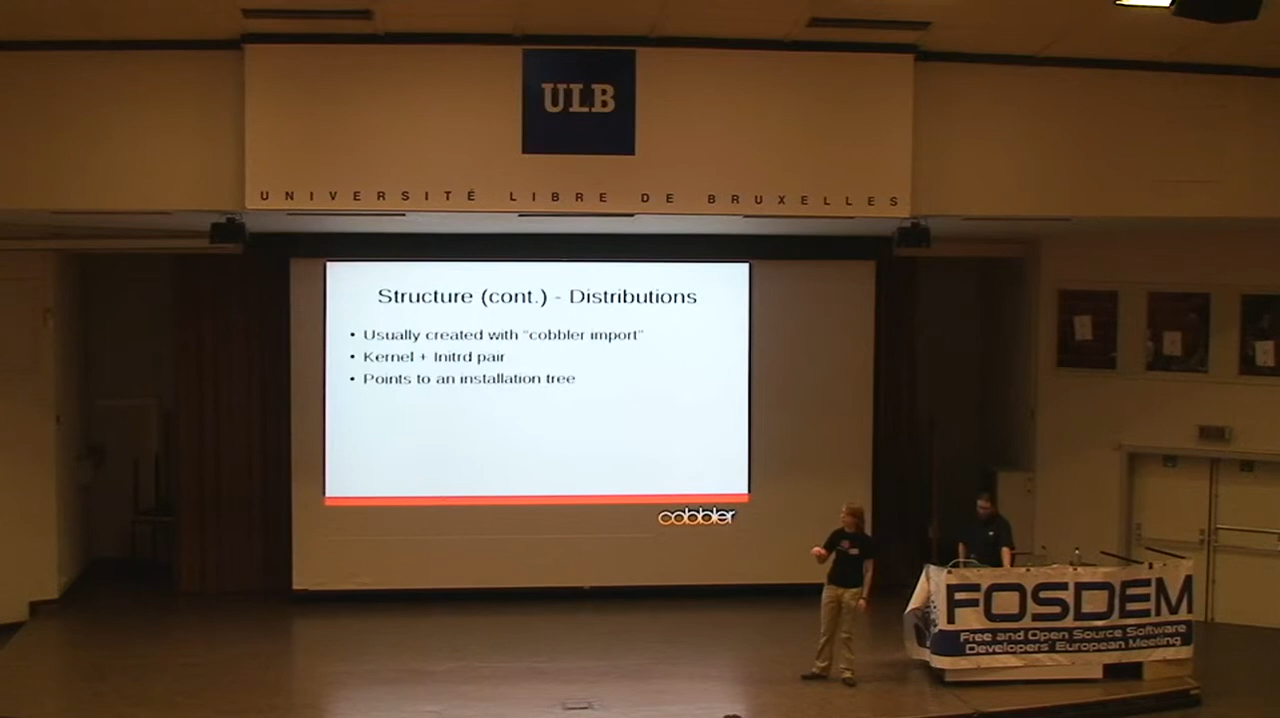 ULB
UNIVERSITÉ LIBRE DE BRUXELLES
Structure (cont.) - Distributions
• Usually created with “cobbler import”
• Kernel + Initrd pair
• Points to an installation tree
cobbler
FOSDEM
Free and Open Source Software
Developers' European Meeting